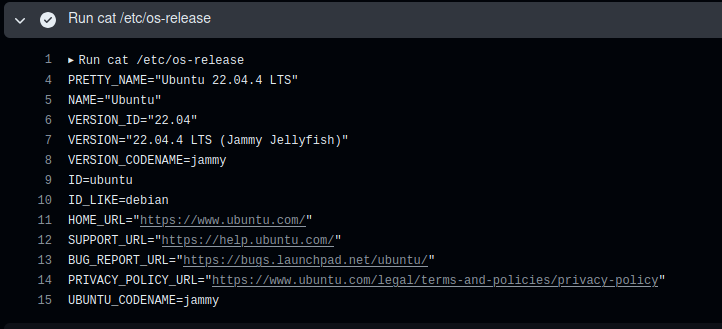 Run cat /etc/os-release
1 ▸ Run cat /etc/os-release
4 PRETTY_NAME="Ubuntu 22.04.4 LTS"
5 NAME="Ubuntu"
6 VERSION_ID="22.04"
7 VERSION="22.04.4 LTS (Jammy Jellyfish)"
8 VERSION_CODENAME=jammy
9 ID=ubuntu
10 ID_LIKE=debian
11 HOME_URL="https://www.ubuntu.com/"
12 SUPPORT_URL="https://help.ubuntu.com/"
13 BUG_REPORT_URL="https://bugs.launchpad.net/ubuntu/"
14 PRIVACY_POLICY_URL="https://www.ubuntu.com/legal/terms-and-policies/privacy-policy"
15 UBUNTU_CODENAME=jammy